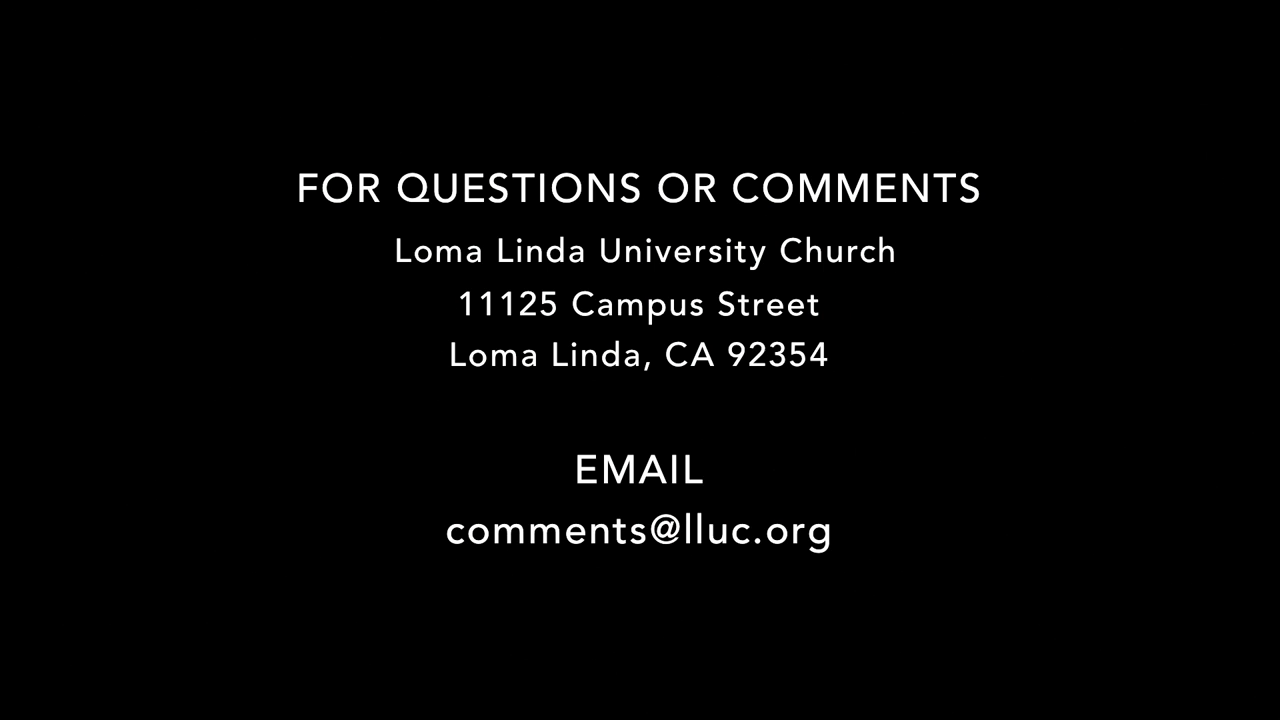 FOR QUESTIONS OR COMMENTS
Loma Linda University Church
11125 Campus Street
Loma Linda, CA 92354
EMAIL
comments@lluc.org